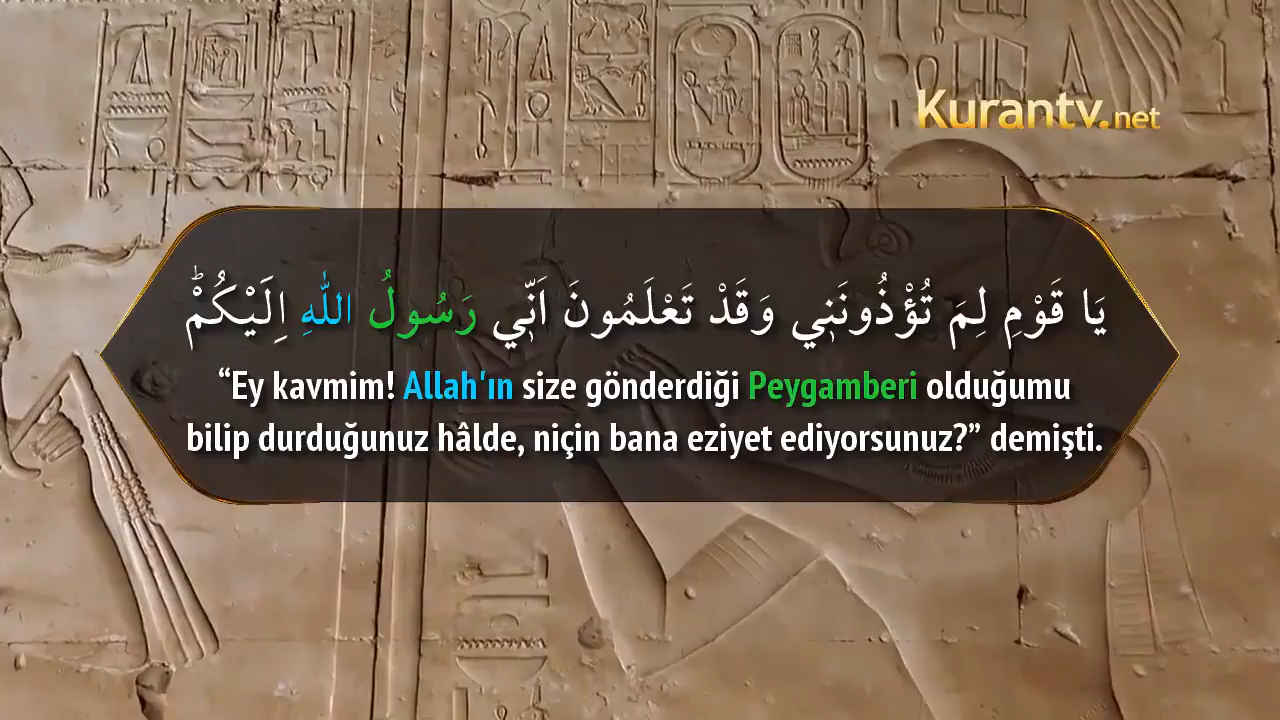 Kurantv.net
يَا قَوْمِ لِمَ تُؤْذُونَن۪ي وَقَدْ تَعْلَمُونَ اَنّ۪ي رَسُولُ اللّٰهِ اِلَيْكُمْۜ
“Ey kavmim! Allah'ın size gönderdiği Peygamberi olduğumu
bilip durduğunuz hâlde, niçin bana eziyet ediyorsunuz?” demişti.